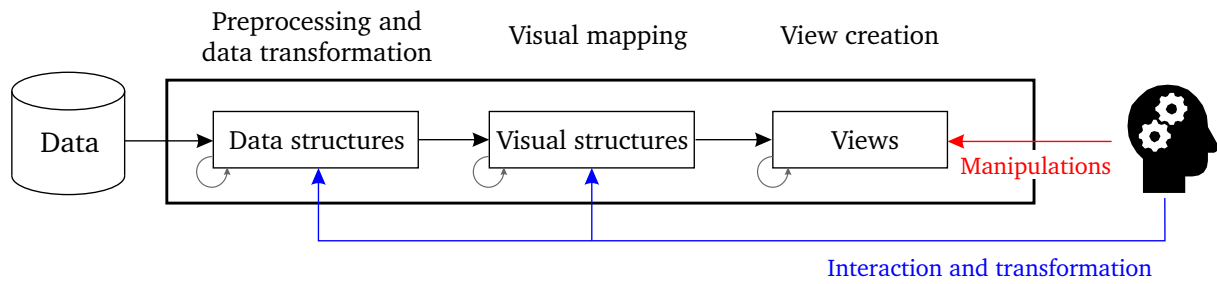 Preprocessing and
data transformation
Visual mapping
View creation
Data
Data structures
Visual structures
Views
Manipulations
Interaction and transformation